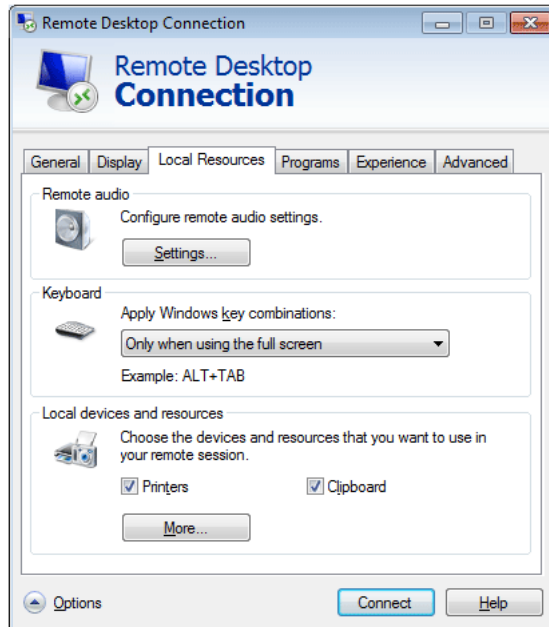 Remote Desktop Connection
Remote Desktop
Connection
General Display Local Resources Programs Experience Advanced
Remote audio
Configure remote audio settings.
Settings...
Keyboard
Apply Windows key combinations:
Only when using the full screen
Example: ALT+TAB
Local devices and resources
Choose the devices and resources that you want to use in
your remote session.
Printers Clipboard
More...
Options Connect Help